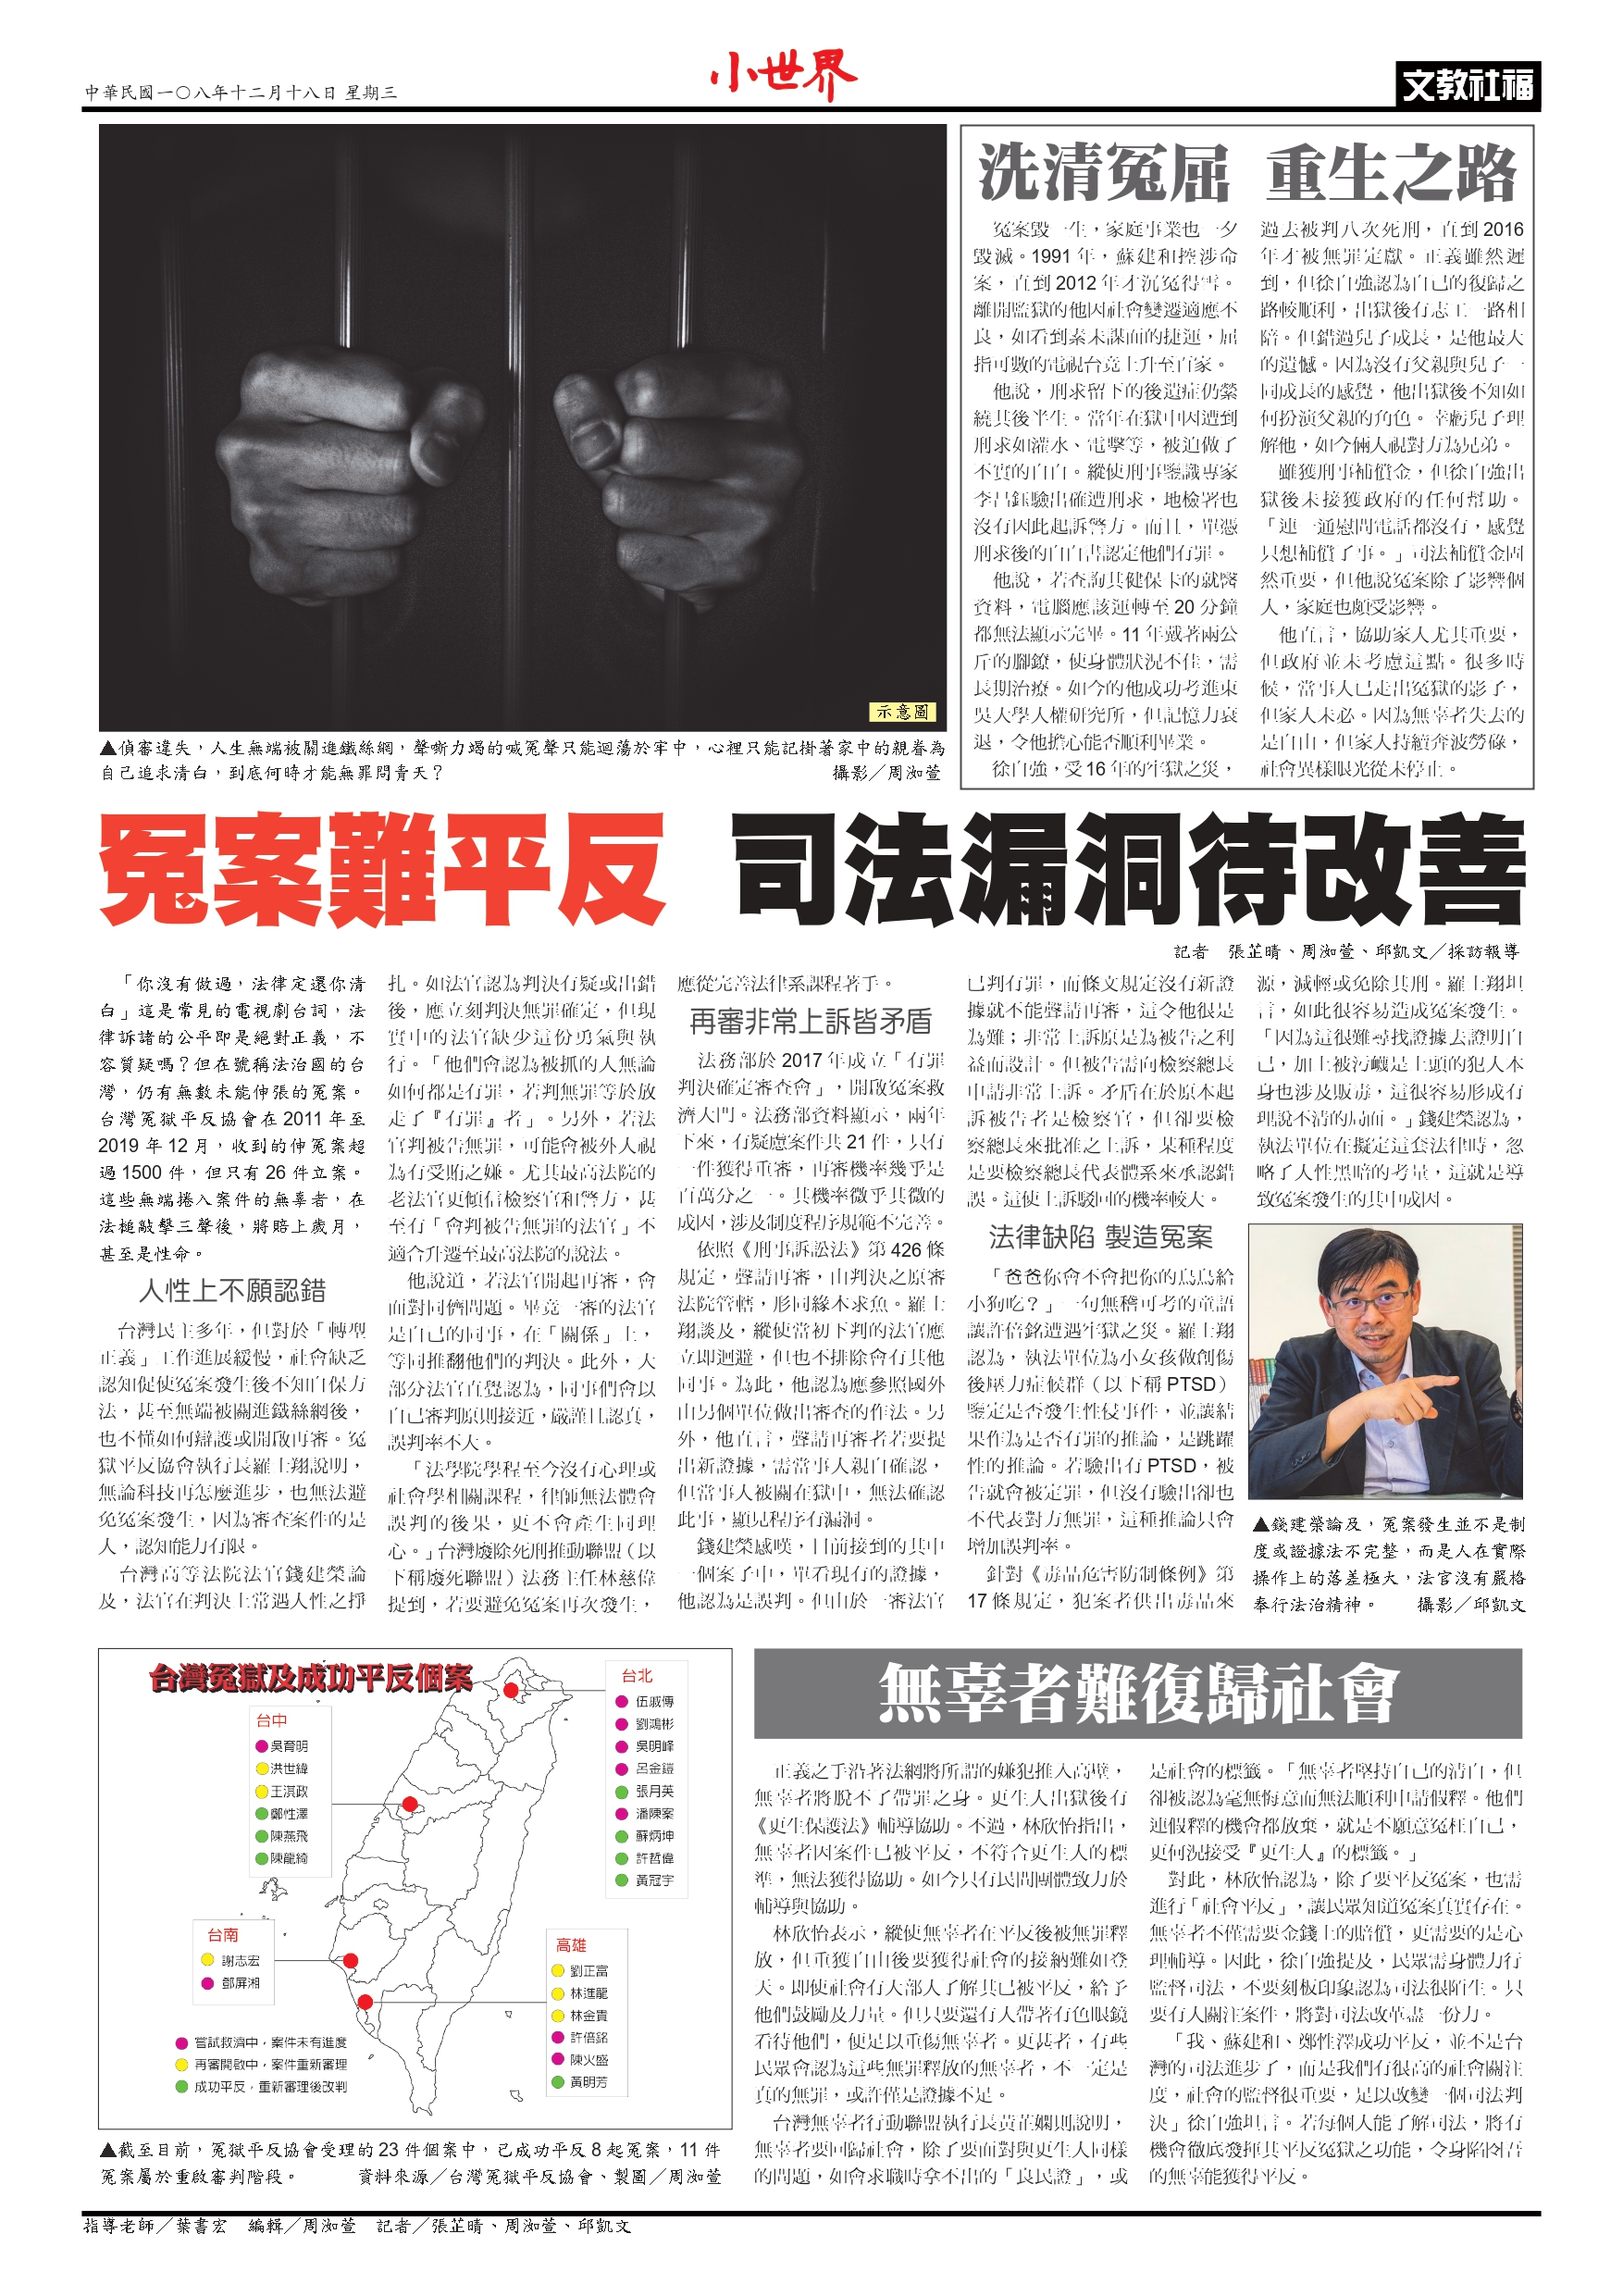 中華民國一〇八年十二月十八日 星期三
小世界
文教社福
示意圖
▲偵審違失，人生無端被關進鐵絲網，聲嘶力竭的喊冤聲只能迴蕩於牢中，心裡只能記掛著家中的親眷為
自己追求清白，到底何時才能無罪問青天？
攝影／周洳萱
洗清冤屈 重生之路
冤案毀一生，家庭事業也一夕
毀滅。1991 年，蘇建和控涉命
案，直到 2012 年才沉冤得雪。
離開監獄的他因社會變遷適應不
良，如看到素未謀面的捷運，屈
指可數的電視台竟上升至百家。
他說，刑求留下的後遺症仍縈
繞其後半生。當年在獄中因遭到
刑求如灌水、電擊等，被迫做了
不實的自白。縱使刑事鑒識專家
李昌鈺驗出確遭刑求，地檢署也
沒有因此起訴警方。而且，單憑
刑求後的自白書認定他們有罪。
他說，若查詢其健保卡的就醫
資料，電腦應該運轉至 20 分鐘
都無法顯示完畢。11 年戴著兩公
斤的腳鐐，使身體狀況不佳，需
長期治療。如今的他成功考進東
吳大學人權研究所，但記憶力衰
退，令他擔心能否順利畢業。
徐自強，受 16 年的牢獄之災，
過去被判八次死刑，直到 2016
年才被無罪定讞。正義雖然遲
到，但徐自強認為自己的復歸之
路較順利，出獄後有志工一路相
陪。但錯過兒子成長，是他最大
的遺憾。因為沒有父親與兒子一
同成長的感覺，他出獄後不知如
何扮演父親的角色。幸虧兒子理
解他，如今倆人視對方為兄弟。
雖獲刑事補償金，但徐自強出
獄後未接獲政府的任何幫助。
「連一通慰問電話都沒有，感覺
只想補償了事。」司法補償金固
然重要，但他說冤案除了影響個
人，家庭也頗受影響。
他直言，協助家人尤其重要，
但政府並未考慮這點。很多時
候，當事人已走出冤獄的影子，
但家人未必。因為無辜者失去的
是自由，但家人持續奔波勞碌，
社會異樣眼光從未停止。
冤案難平反 司法漏洞待改善
記者 張芷晴、周洳萱、邱凱文／採訪報導
「你沒有做過，法律定還你清
白」這是常見的電視劇台詞，法
律訴諸的公平即是絕對正義，不
容質疑嗎？但在號稱法治國的台
灣，仍有無數未能伸張的冤案。
台灣冤獄平反協會在 2011 年至
2019 年 12 月，收到的伸冤案超
過 1500 件，但只有 26 件立案。
這些無端捲入案件的無辜者，在
法槌敲擊三聲後，將賠上歲月，
甚至是性命。
人性上不願認錯
台灣民主多年，但對於「轉型
正義」工作進展緩慢，社會缺乏
認知促使冤案發生後不知自保方
法，甚至無端被關進鐵絲網後，
也不懂如何辯護或開啟再審。冤
獄平反協會執行長羅士翔說明，
無論科技再怎麼進步，也無法避
免冤案發生，因為審查案件的是
人，認知能力有限。
台灣高等法院法官錢建榮論
及，法官在判決上常遇人性之掙
扎。如法官認為判決有疑或出錯
後，應立刻判決無罪確定，但現
實中的法官缺少這份勇氣與執
行。「他們會認為被抓的人無論
如何都是有罪，若判無罪等於放
走了『有罪』者」。另外，若法
官判被告無罪，可能會被外人視
為有受賄之嫌。尤其最高法院的
老法官更傾信檢察官和警方，甚
至有「會判被告無罪的法官」不
適合升遷至最高法院的說法。
他說道，若法官開起再審，會
面對同儕問題。畢竟一審的法官
是自己的同事，在「關係」上，
等同推翻他們的判決。此外，大
部分法官直覺認為，同事們會以
自己審判原則接近，嚴謹且認真，
誤判率不大。
「法學院學程至今沒有心理或
社會學相關課程，律師無法體會
誤判的後果，更不會產生同理
心。」台灣廢除死刑推動聯盟（以
下稱廢死聯盟）法務主任林慈偉
提到，若要避免冤案再次發生，
應從完善法律系課程著手。
再審非常上訴皆矛盾
法務部於 2017 年成立「有罪
判決確定審查會」，開啟冤案救
濟大門。法務部資料顯示，兩年
下來，有疑慮案件共 21 件，只有
一件獲得重審，再審機率幾乎是
百萬分之一。其機率微乎其微的
成因，涉及制度程序規範不完善。
依照《刑事訴訟法》第 426 條
規定，聲請再審，由判決之原審
法院管轄，形同緣木求魚。羅士
翔談及，縱使當初下判的法官應
立即迴避，但也不排除會有其他
同事。為此，他認為應參照國外
由另個單位做出審查的作法。另
外，他直言，聲請再審者若要提
出新證據，需當事人親自確認，
但當事人被關在獄中，無法確認
此事，顯見程序有漏洞。
錢建榮感嘆，目前接到的其中
一個案子中，單看現有的證據，
他認為是誤判。但由於一審法官
已判有罪，而條文規定沒有新證
據就不能聲請再審，這令他很是
為難；非常上訴原是為被告之利
益而設計。但被告需向檢察總長
申請非常上訴。矛盾在於原本起
訴被告者是檢察官，但卻要檢
察總長來批准之上訴，某種程度
是要檢察總長代表體系來承認錯
誤。這使上訴駁回的機率較大。
法律缺陷 製造冤案
「爸爸你會不會把你的鳥鳥給
小狗吃？」一句無稽可考的童語
讓許倍銘遭遇牢獄之災。羅士翔
認為，執法單位為小女孩做創傷
後壓力症候群（以下稱 PTSD）
鑒定是否發生性侵事件，並讓結
果作為是否有罪的推論，是跳躍
性的推論。若驗出有 PTSD，被
告就會被定罪，但沒有驗出卻也
不代表對方無罪，這種推論只會
增加誤判率。
針對《毒品危害防制條例》第
17 條規定，犯案者供出毒品來
源，減輕或免除其刑。羅士翔坦
言，如此很容易造成冤案發生。
「因為這很難尋找證據去證明自
己，加上被污衊是上頭的犯人本
身也涉及販毒，這很容易形成有
理說不清的局面。」錢建榮認為，
執法單位在擬定這套法律時，忽
略了人性黑暗的考量，這就是導
致冤案發生的其中成因。
▲錢建榮論及，冤案發生並不是制
度或證據法不完整，而是人在實際
操作上的落差極大，法官沒有嚴格
奉行法治精神。 攝影／邱凱文
台灣冤獄及成功平反個案
台北
伍戚傳
劉鴻彬
吳明峰
呂金鎧
張月英
潘陳案
蘇炳坤
許哲偉
黃冠宇
台中
吳育明
洪世緯
王淇政
鄭性澤
陳燕飛
陳龍綺
台南
謝志宏
鄧屏湘
高雄
劉正富
林進龍
林金貴
許倍銘
陳火盛
黃明芳
嘗試救濟中，案件未有進度
再審開啟中，案件重新審理
成功平反，重新審理後改判
▲截至目前，冤獄平反協會受理的 23 件個案中，已成功平反 8 起冤案，11 件
冤案屬於重啟審判階段。 資料來源／台灣冤獄平反協會、製圖／周洳萱
無辜者難復歸社會
正義之手沿著法網將所謂的嫌犯推入高牆，
無辜者將脫不了帶罪之身。更生人出獄後有
《更生保護法》輔導協助。不過，林欣怡指出，
無辜者因案件已被平反，不符合更生人的標
準，無法獲得協助。如今只有民間團體致力於
輔導與協助。
林欣怡表示，縱使無辜者在平反後被無罪釋
放，但重獲自由後要獲得社會的接納難如登
天。即使社會有大部人了解其已被平反，給予
他們鼓勵及力量。但只要還有人帶著有色眼鏡
看待他們，便足以重傷無辜者。更甚者，有些
民眾會認為這些無罪釋放的無辜者，不一定是
真的無罪，或許僅是證據不足。
台灣無辜者行動聯盟執行長黃芷嫻則說明，
無辜者要回歸社會，除了要面對與更生人同樣
的問題，如會求職時拿不出的「良民證」，或
是社會的標籤。「無辜者堅持自己的清白，但
卻被認為毫無悔意而無法順利申請假釋。他們
連假釋的機會都放棄，就是不願意冤枉自己，
更何況接受『更生人』的標籤。」
對此，林欣怡認為，除了要平反冤案，也需
進行「社會平反」，讓民眾知道冤案真實存在。
無辜者不僅需要金錢上的賠償，更需要的是心
理輔導。因此，徐自強提及，民眾需身體力行
監督司法，不要刻板印象認為司法很陌生。只
要有人關注案件，將對司法改革盡一份力。
「我、蘇建和、鄭性澤成功平反，並不是台
灣的司法進步了，而是我們有很高的社會關注
度，社會的監督很重要，足以改變一個司法判
決」徐自強坦言。若每個人能了解司法，將有
機會徹底發揮其平反冤獄之功能，令身陷囹圄
的無辜能獲得平反。
指導老師／葉書宏 編輯／周洳萱 記者／張芷晴、周洳萱、邱凱文